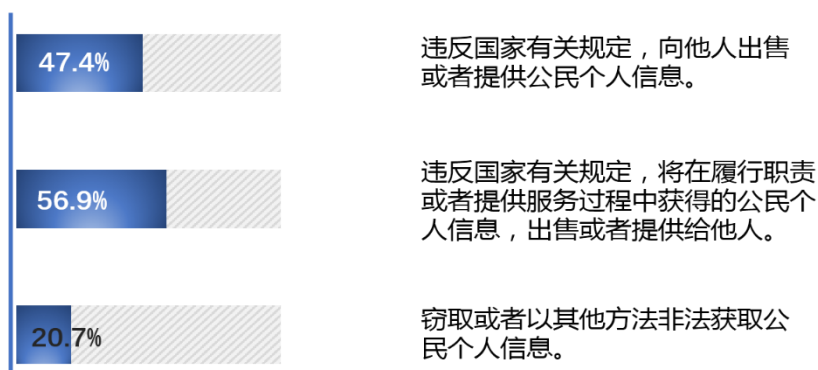 47.4%
违反国家有关规定，向他人出售
或者提供公民个人信息。
56.9%
违反国家有关规定，将在履行职责
或者提供服务过程中获得的公民个
人信息，出售或者提供给他人。
20.7%
窃取或者以其他方法非法获取公
民个人信息。